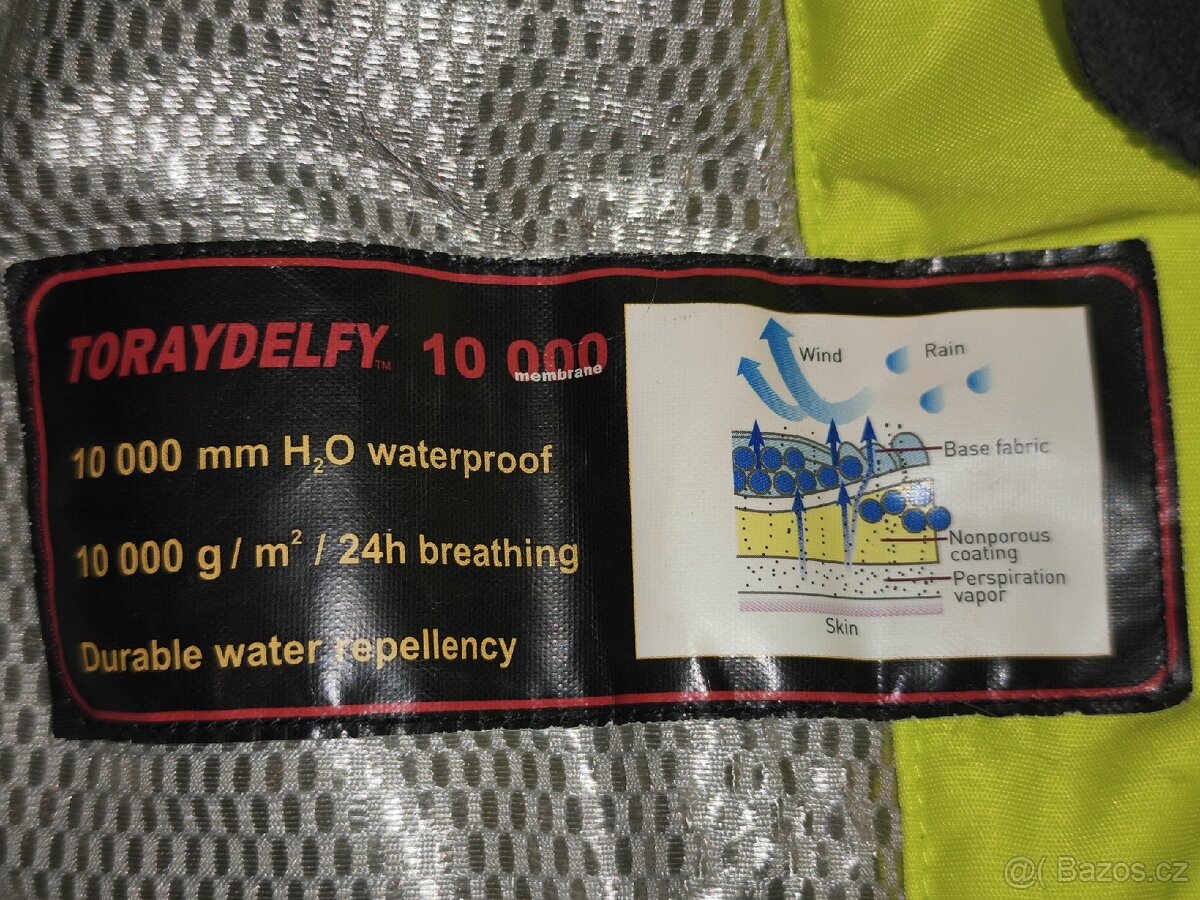 TORAYDELFY™ 10 000
membrane
10 000 mm H₂O waterproof
10 000 g / m² / 24h breathing
Durable water repellency
Wind
Rain
Base fabric
Nonporous
coating
Perspiration
vapor
Skin
@( Bazos.cz